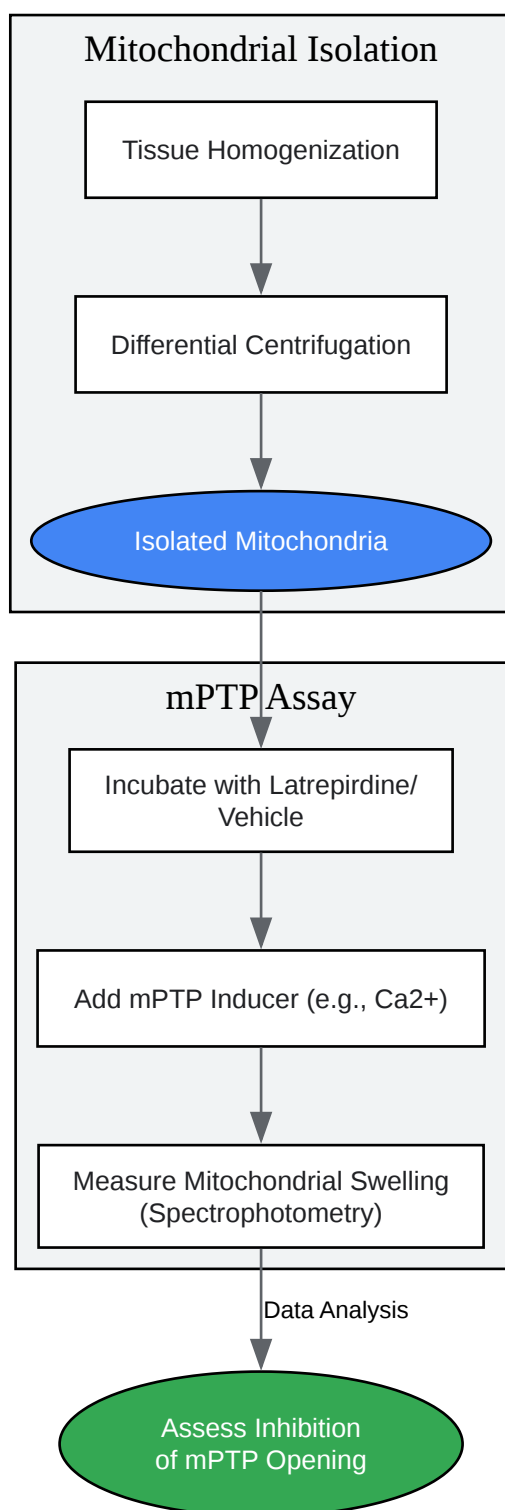 Mitochondrial Isolation
Tissue Homogenization
Differential Centrifugation
Isolated Mitochondria
mPTP Assay
Incubate with Latrepirdine/
Vehicle
Add mPTP Inducer (e.g., Ca2+)
Measure Mitochondrial Swelling
(Spectrophotometry)
Data Analysis
Assess Inhibition
of mPTP Opening